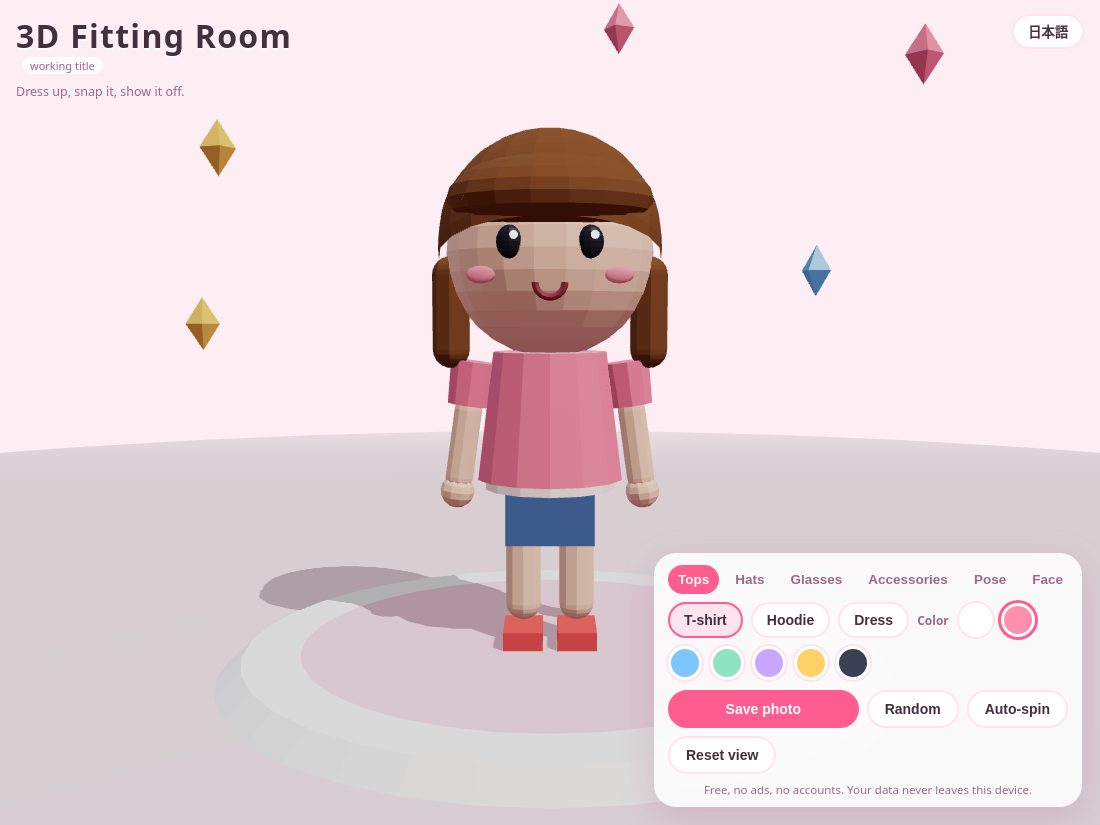 3D Fitting Room
working title
Dress up, snap it, show it off.
日本語
Tops Hats Glasses Accessories Pose Face
T-shirt Hoodie Dress Color
Save photo Random Auto-spin
Reset view
Free, no ads, no accounts. Your data never leaves this device.